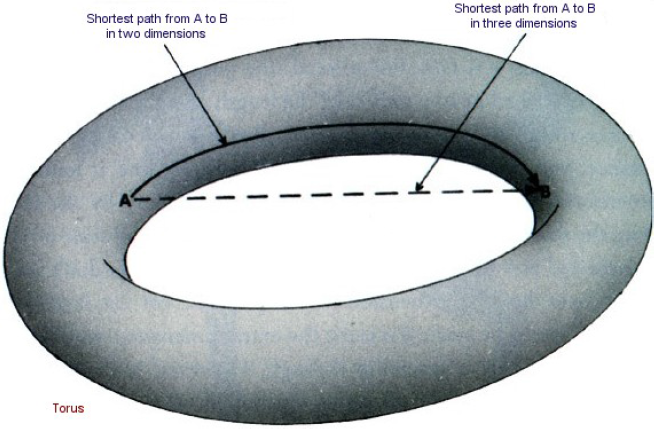 Shortest path from A to B
in two dimensions
Shortest path from A to B
in three dimensions
A
B
Torus